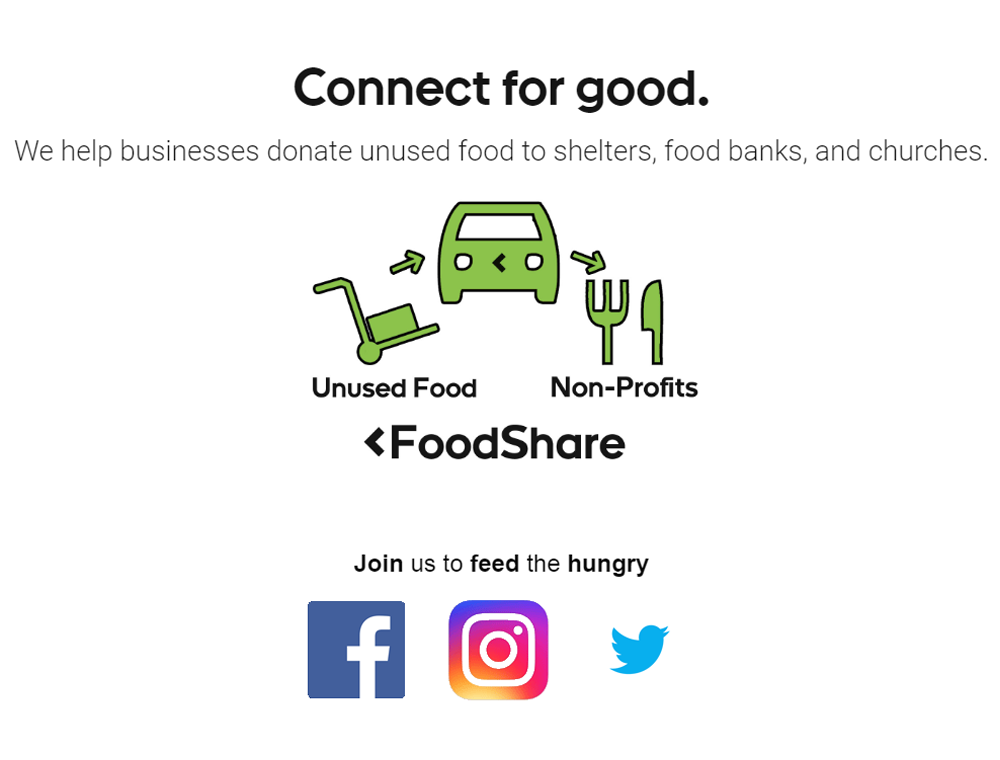 Connect for good.
We help businesses donate unused food to shelters, food banks, and churches.
Unused Food
Non-Profits
FoodShare
Join us to feed the hungry